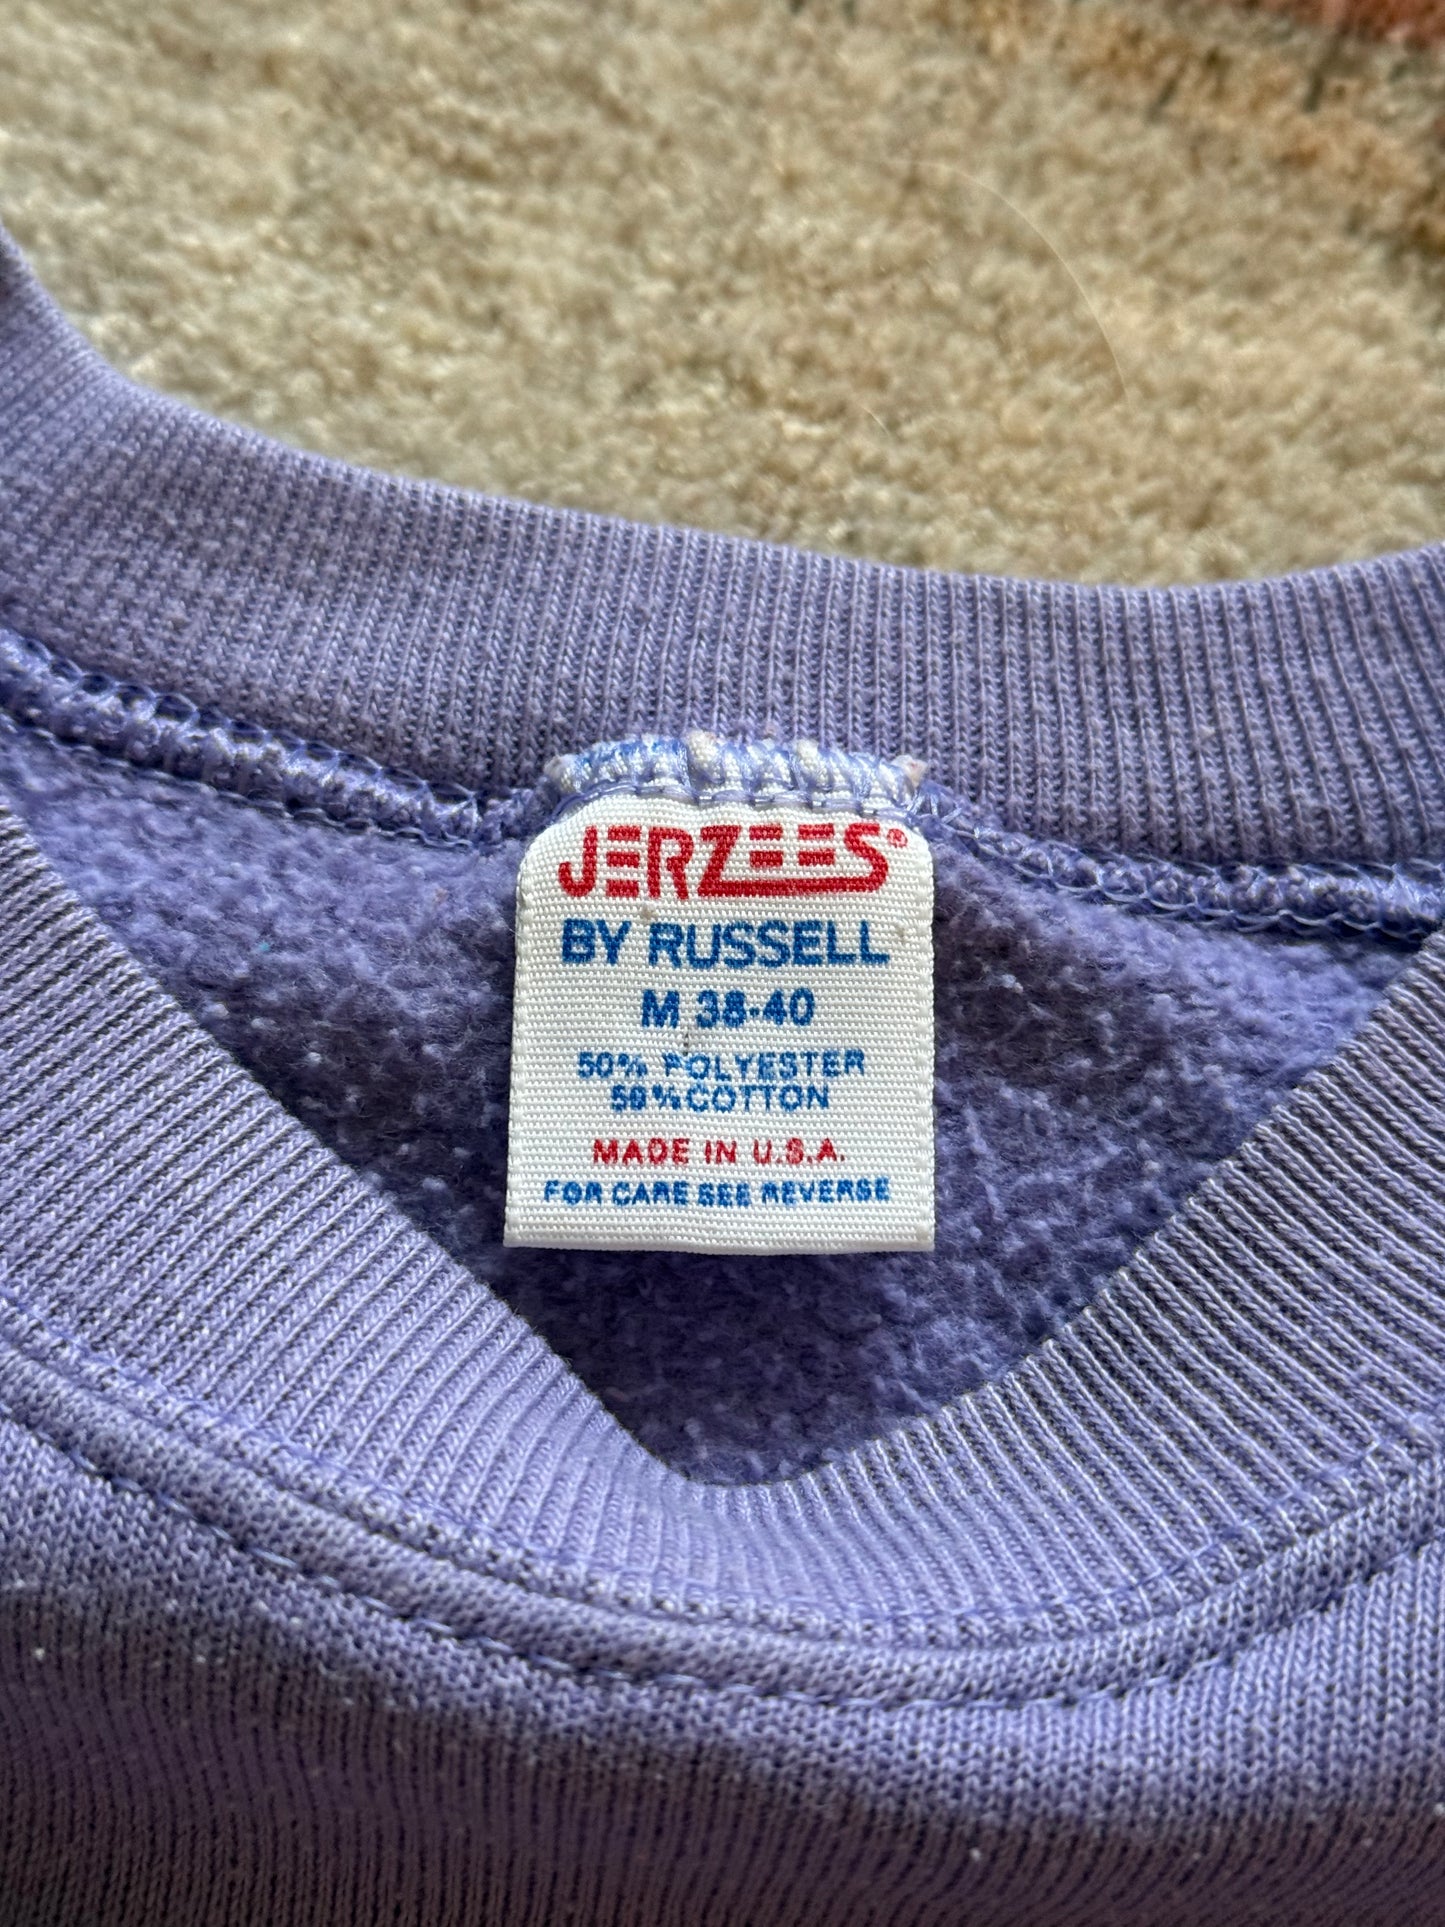 JERZEES®
BY RUSSELL
M 38-40
50% POLYESTER
50% COTTON
MADE IN U.S.A.
FOR CARE SEE REVERSE